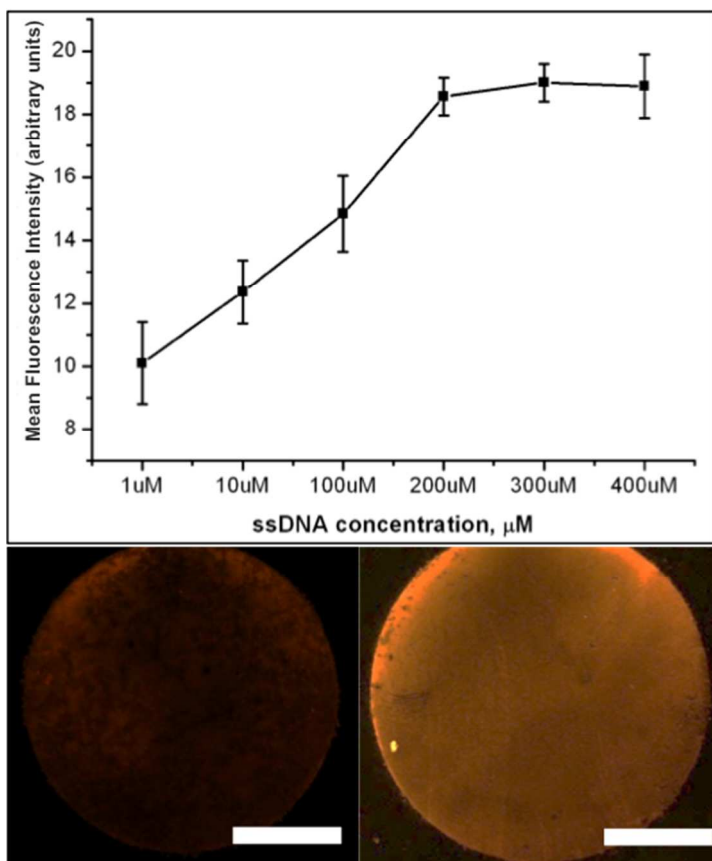 Mean Fluorescence Intensity (arbitrary units)
20
18
16
14
12
10
8
1uM 10uM 100uM 200uM 300uM 400uM
ssDNA concentration, μM